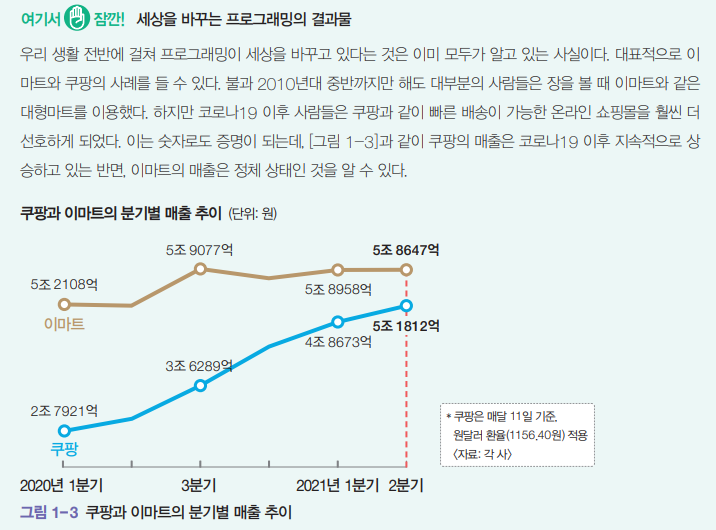 여기서 잠깐! 세상을 바꾸는 프로그래밍의 결과물
우리 생활 전반에 걸쳐 프로그래밍이 세상을 바꾸고 있다는 것은 이미 모두가 알고 있는 사실이다. 대표적으로 이
마트와 쿠팡의 사례를 들 수 있다. 불과 2010년대 중반까지만 해도 대부분의 사람들은 장을 볼 때 이마트와 같은
대형마트를 이용했다. 하지만 코로나19 이후 사람들은 쿠팡과 같이 빠른 배송이 가능한 온라인 쇼핑몰을 훨씬 더
선호하게 되었다. 이는 숫자로도 증명이 되는데, [그림 1-3]과 같이 쿠팡의 매출은 코로나19 이후 지속적으로 상
승하고 있는 반면, 이마트의 매출은 정체 상태인 것을 알 수 있다.
쿠팡과 이마트의 분기별 매출 추이 (단위: 원)
5조 9077억
5조 8647억
5조 2108억
5조 8958억
이마트
5조 1812억
4조 8673억
3조 6289억
2조 7921억
쿠팡
* 쿠팡은 매달 11일 기준,
원달러 환율(1156.40원) 적용
〈자료: 각 사〉
2020년 1분기 3분기 2021년 1분기 2분기
그림 1-3 쿠팡과 이마트의 분기별 매출 추이